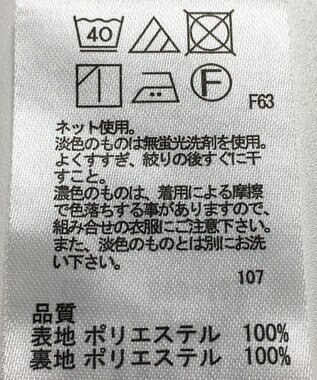 40
F
F63
ネット使用。
淡色のものは無蛍光洗剤を使用。
よくすすぎ、絞りの後すぐに干
すこと。
濃色のものは、着用による摩擦
で色落ちする事がありますので、
組み合せの衣服にご注意下さい。
また、淡色のものとは別にお洗
い下さい。
107
品質
表地 ポリエステル 100%
裏地 ポリエステル 100%